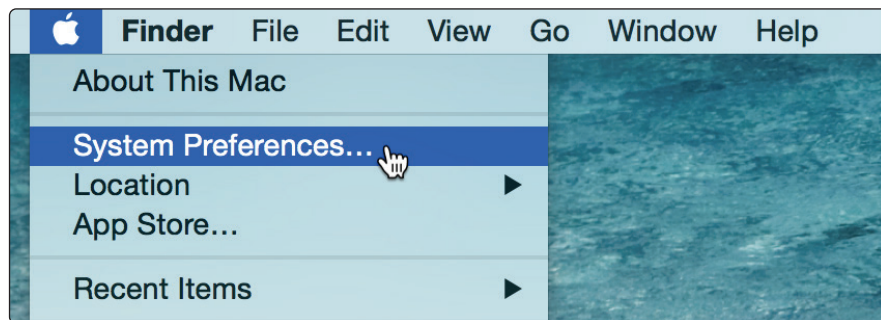 Finder File Edit View Go Window Help
About This Mac
System Preferences...
Location
App Store...
Recent Items